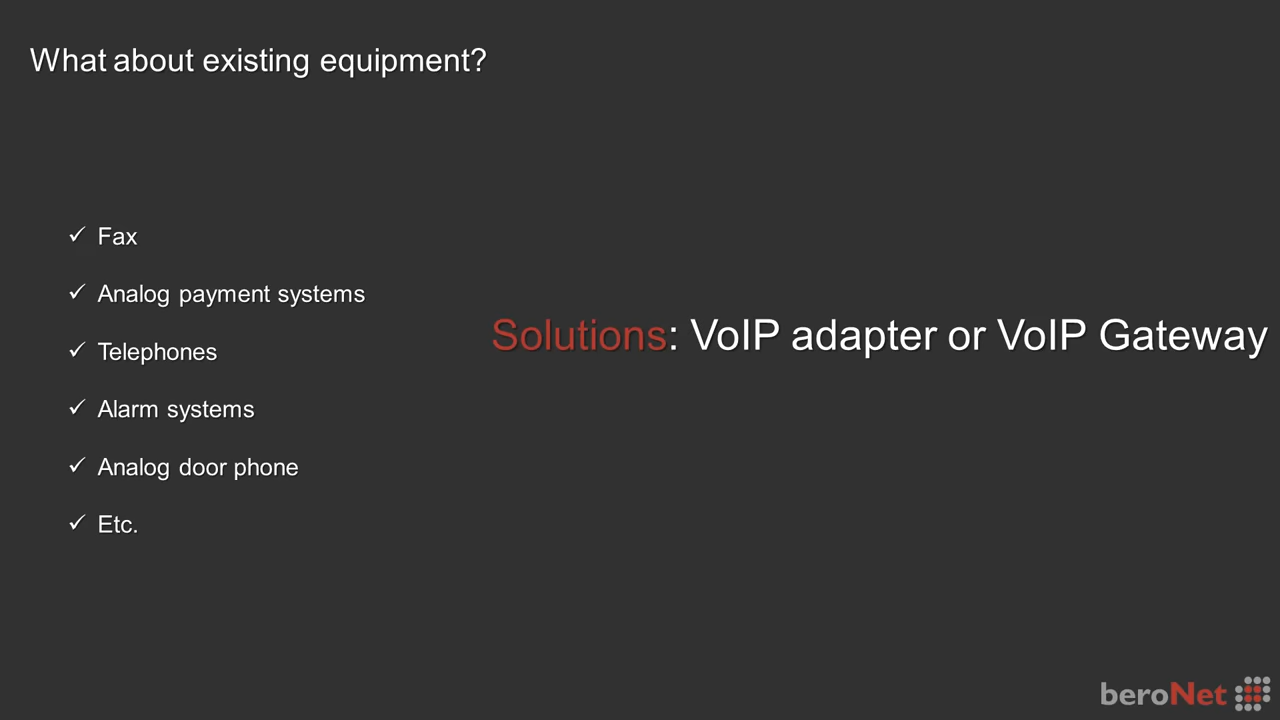 What about existing equipment?
✓ Fax
✓ Analog payment systems
✓ Telephones
✓ Alarm systems
✓ Analog door phone
✓ Etc.
Solutions: VoIP adapter or VoIP Gateway
beroNet